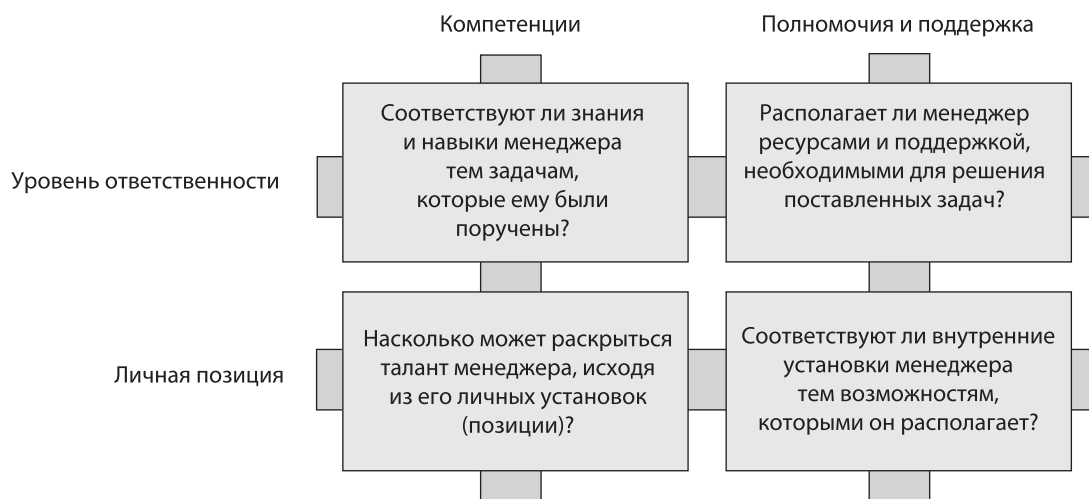 Компетенции
Полномочия и поддержка
Уровень ответственности
Соответствуют ли знания
и навыки менеджера
тем задачам,
которые ему были
поручены?
Располагает ли менеджер
ресурсами и поддержкой,
необходимыми для решения
поставленных задач?
Личная позиция
Насколько может раскрыться
талант менеджера, исходя
из его личных установок
(позиции)?
Соответствуют ли внутренние
установки менеджера
тем возможностям,
которыми он располагает?